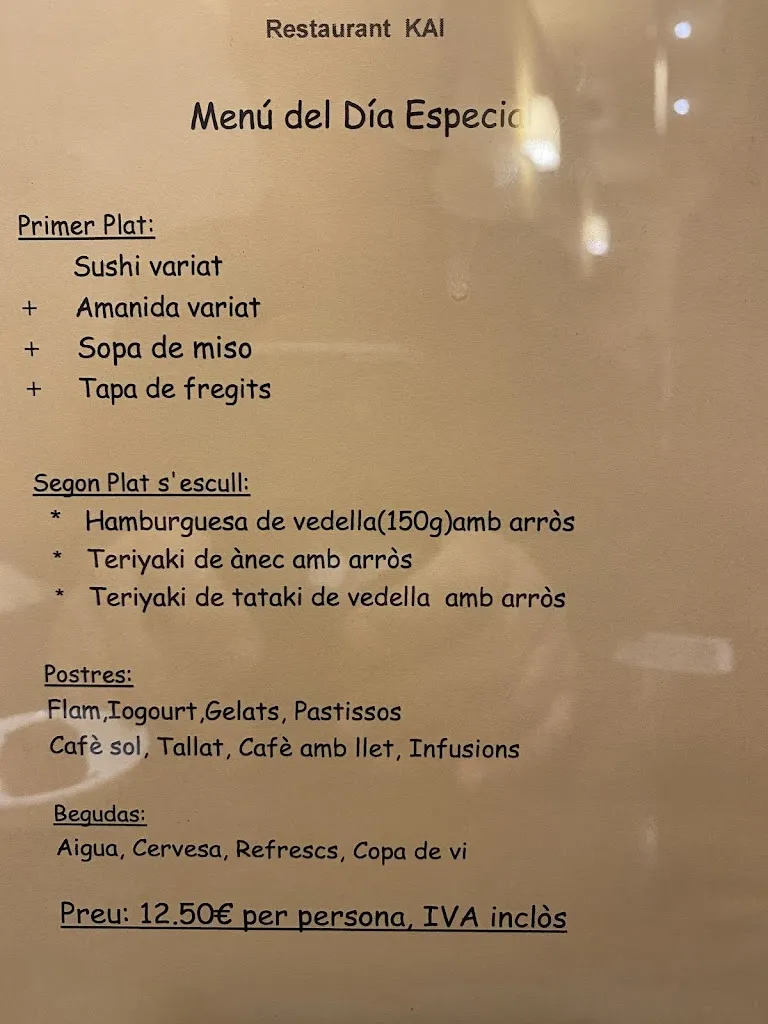 Restaurant KAI
Menú del Día Especial
Primer Plat:
Sushi variat
+ Amanida variat
+ Sopa de miso
+ Tapa de fregits
Segon Plat s'escull:
* Hamburguesa de vedella(150g)amb arròs
* Teriyaki de ànec amb arròs
* Teriyaki de tataki de vedella amb arròs
Postres:
Flam,Iogourt,Gelats, Pastissos
Cafè sol, Tallat, Cafè amb llet, Infusions
Begudas:
Aigua, Cervesa, Refrescs, Copa de vi
Preu: 12.50€ per persona, IVA inclòs